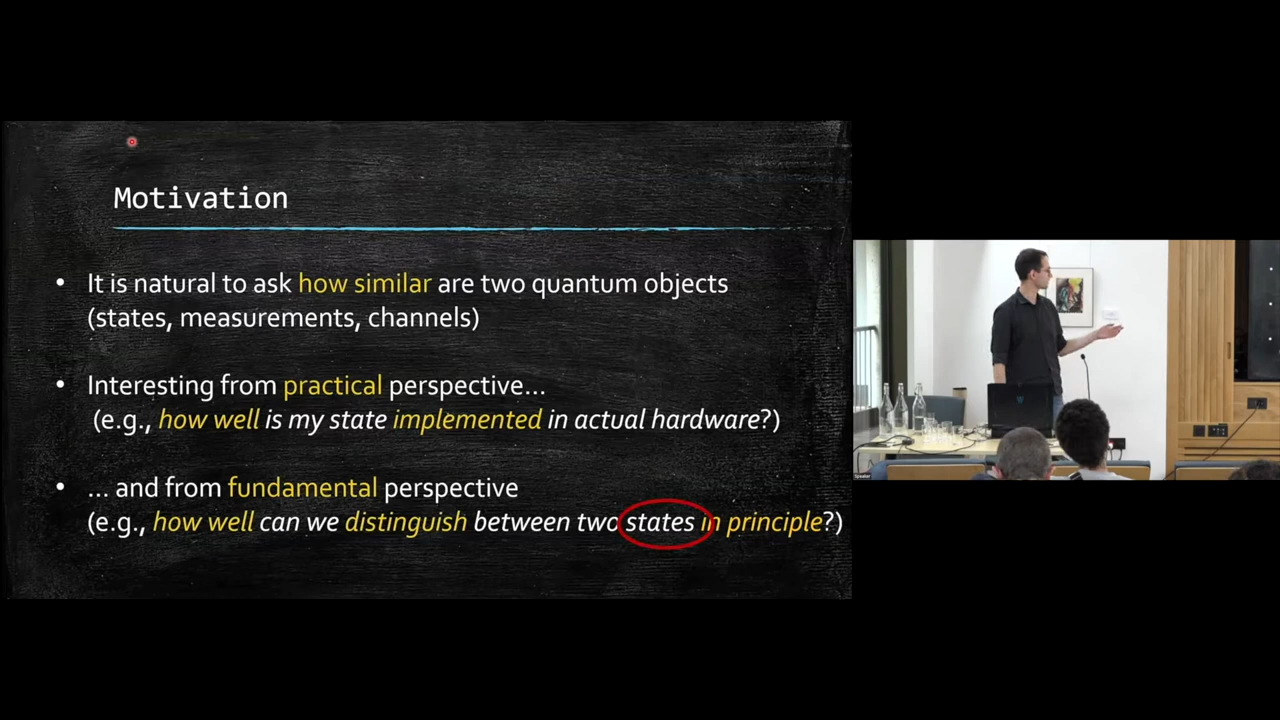 Motivation
• It is natural to ask how similar are two quantum objects
(states, measurements, channels)
• Interesting from practical perspective...
(e.g., how well is my state implemented in actual hardware?)
• ... and from fundamental perspective
(e.g., how well can we distinguish between two states in principle?)
Speaker